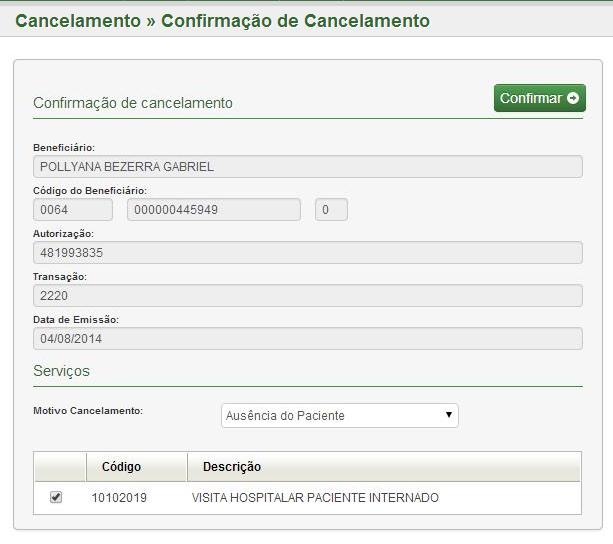 Cancelamento » Confirmação de Cancelamento
Confirmação de cancelamento
Confirmar
Beneficiário:
POLLYANA BEZERRA GABRIEL
Código do Beneficiário:
0064 000000445949 0
Autorização:
481993835
Transação:
2220
Data de Emissão:
04/08/2014
Serviços
Motivo Cancelamento: Ausência do Paciente
Código Descrição
10102019 VISITA HOSPITALAR PACIENTE INTERNADO